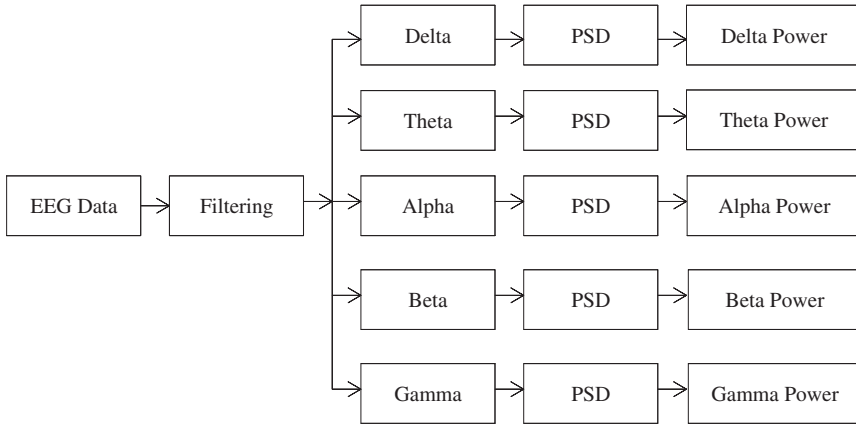 Delta
PSD
Delta Power
Theta
PSD
Theta Power
EEG Data
Filtering
Alpha
PSD
Alpha Power
Beta
PSD
Beta Power
Gamma
PSD
Gamma Power